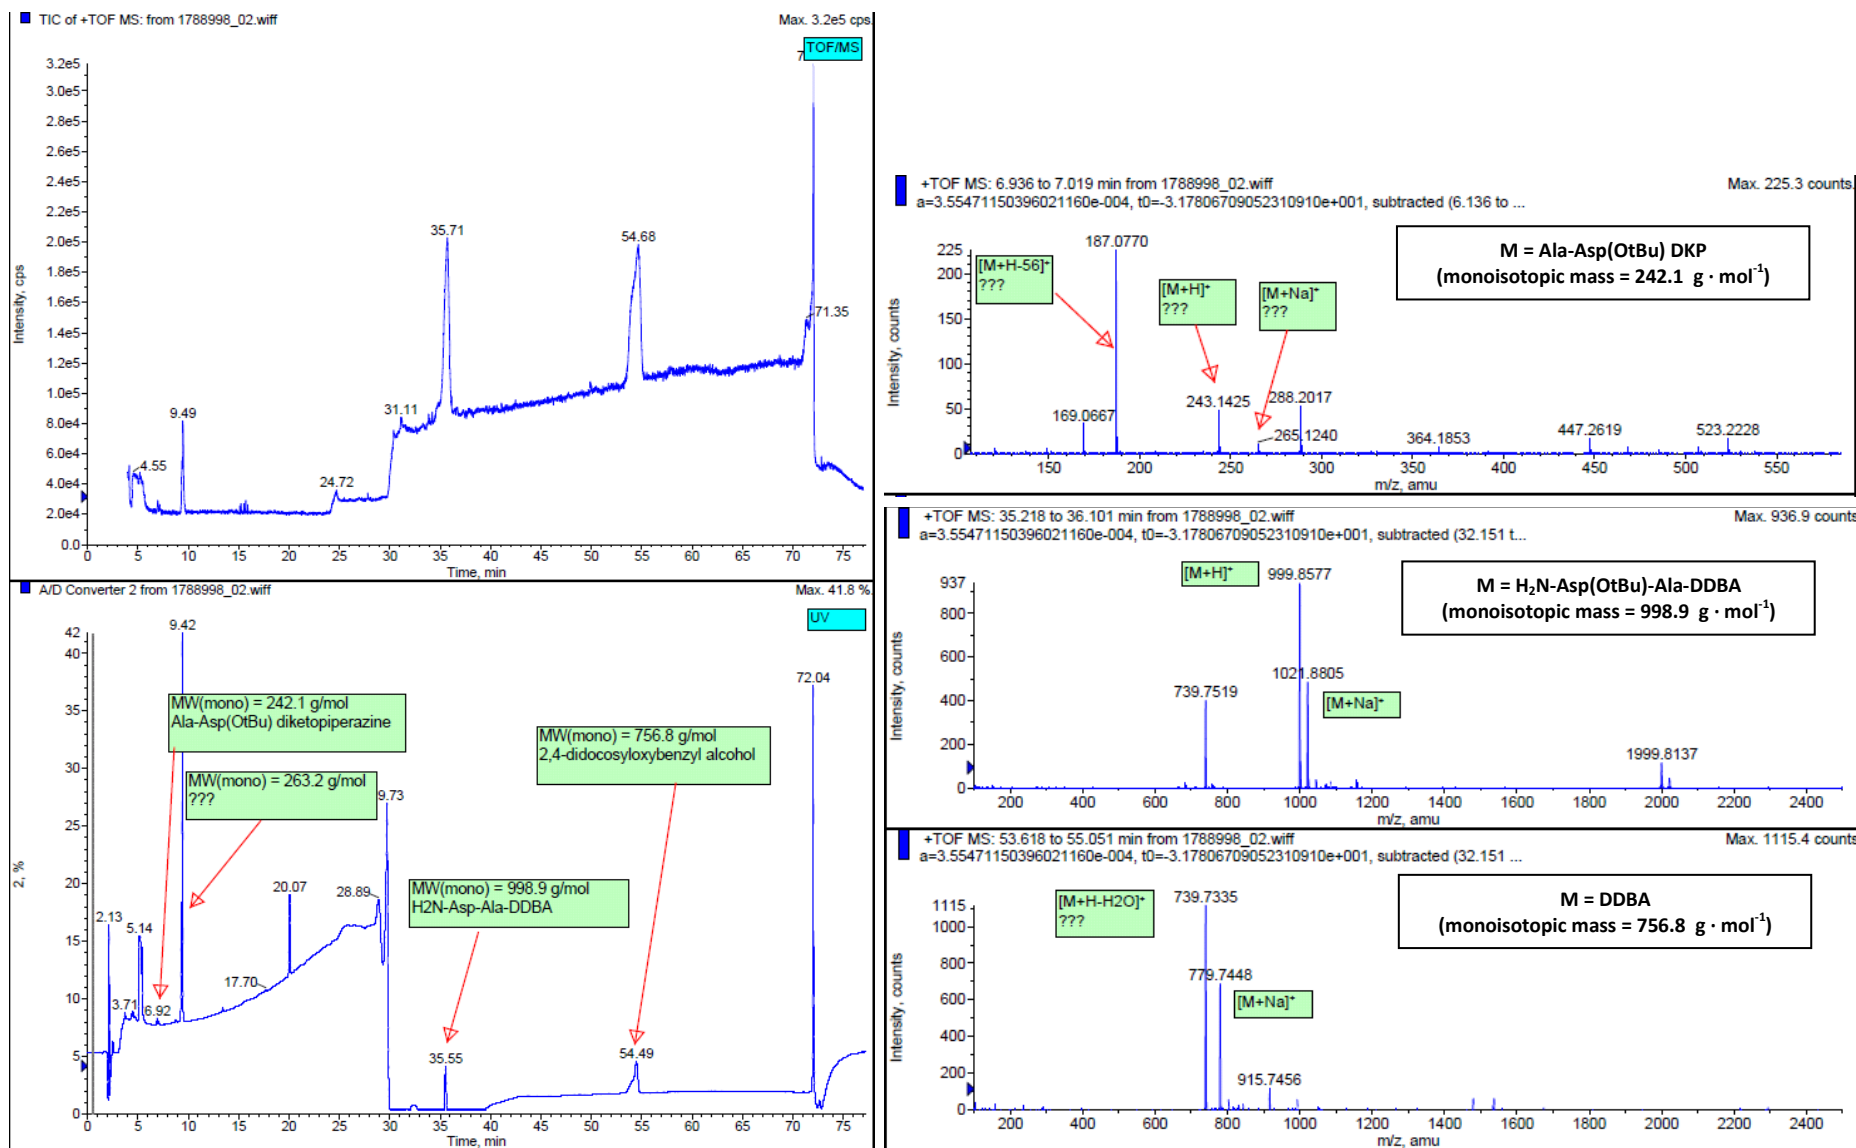 TIC of +TOF MS: from 1788998_02.wiff
Max. 3.2e5 cps.
TOF/MS
3.2e5
3.0e5
2.8e5
2.6e5
2.4e5
2.2e5
2.0e5
1.8e5
1.6e5
1.4e5
1.2e5
1.0e5
8.0e4
6.0e4
4.0e4
2.0e4
0.0
Intensity, cps
4.55
9.49
24.72
31.11
35.71
54.68
71.35
0 5 10 15 20 25 30 35 40 45 50 55 60 65 70 75
Time, min
A/D Converter 2 from 1788998_02.wiff
Max. 41.8 %.
UV
42
40
35
30
25
20
15
10
5
0
2, %
2.13
3.71
5.14
6.92
9.42
17.70
20.07
28.89
9.73
35.55
54.49
72.04
MW(mono) = 242.1 g/mol
Ala-Asp(OtBu) diketopiperazine
MW(mono) = 263.2 g/mol
???
MW(mono) = 756.8 g/mol
2,4-didocosyloxybenzyl alcohol
MW(mono) = 998.9 g/mol
H2N-Asp-Ala-DDBA
0 5 10 15 20 25 30 35 40 45 50 55 60 65 70 75
Time, min
+TOF MS: 6.936 to 7.019 min from 1788998_02.wiff
Max. 225.3 counts.
a=3.55471150396021160e-004, t0=-3.17806709052310910e+001, subtracted (6.136 to ...
M = Ala-Asp(OtBu) DKP
(monoisotopic mass = 242.1 g · mol-1)
225
200
150
100
50
0
Intensity, counts
[M+H-56]+
???
[M+H]+
???
[M+Na]+
???
187.0770
169.0667
243.1425
265.1240
288.2017
364.1853
447.2619
523.2228
150 200 250 300 350 400 450 500 550
m/z, amu
+TOF MS: 35.218 to 36.101 min from 1788998_02.wiff
Max. 936.9 counts
a=3.55471150396021160e-004, t0=-3.17806709052310910e+001, subtracted (32.151 t...
M = H2N-Asp(OtBu)-Ala-DDBA
(monoisotopic mass = 998.9 g · mol-1)
937
800
600
400
200
0
Intensity, counts
[M+H]+
999.8577
1021.8805
739.7519
[M+Na]+
1999.8137
200 400 600 800 1000 1200 1400 1600 1800 2000 2200 2400
m/z, amu
+TOF MS: 53.618 to 55.051 min from 1788998_02.wiff
Max. 1115.4 counts
a=3.55471150396021160e-004, t0=-3.17806709052310910e+001, subtracted (32.151 ...
M = DDBA
(monoisotopic mass = 756.8 g · mol-1)
1115
1000
800
600
400
200
0
Intensity, counts
[M+H-H2O]+
???
739.7335
779.7448
[M+Na]+
915.7456
200 400 600 800 1000 1200 1400 1600 1800 2000 2200 2400
m/z, amu